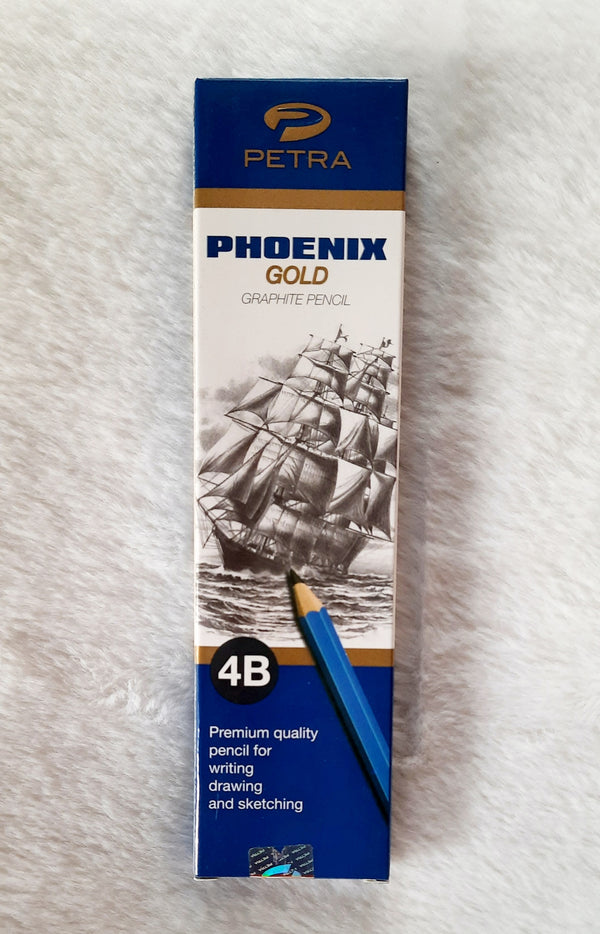 PETRA
PHOENIX
GOLD
GRAPHITE PENCIL
4B
Premium quality
pencil for
writing
drawing
and sketching